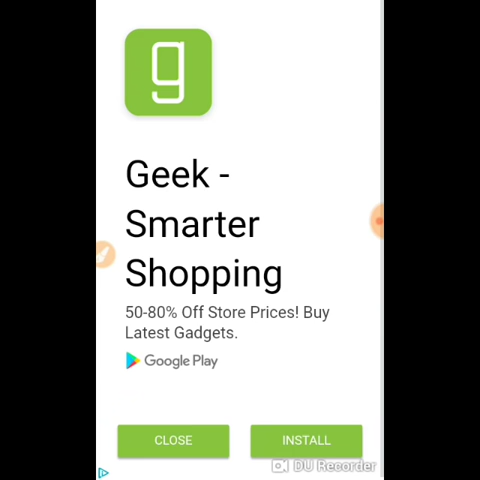 g
Geek -
Smarter
Shopping
50-80% Off Store Prices! Buy
Latest Gadgets.
Google Play
CLOSE INSTALL
DU Recorder